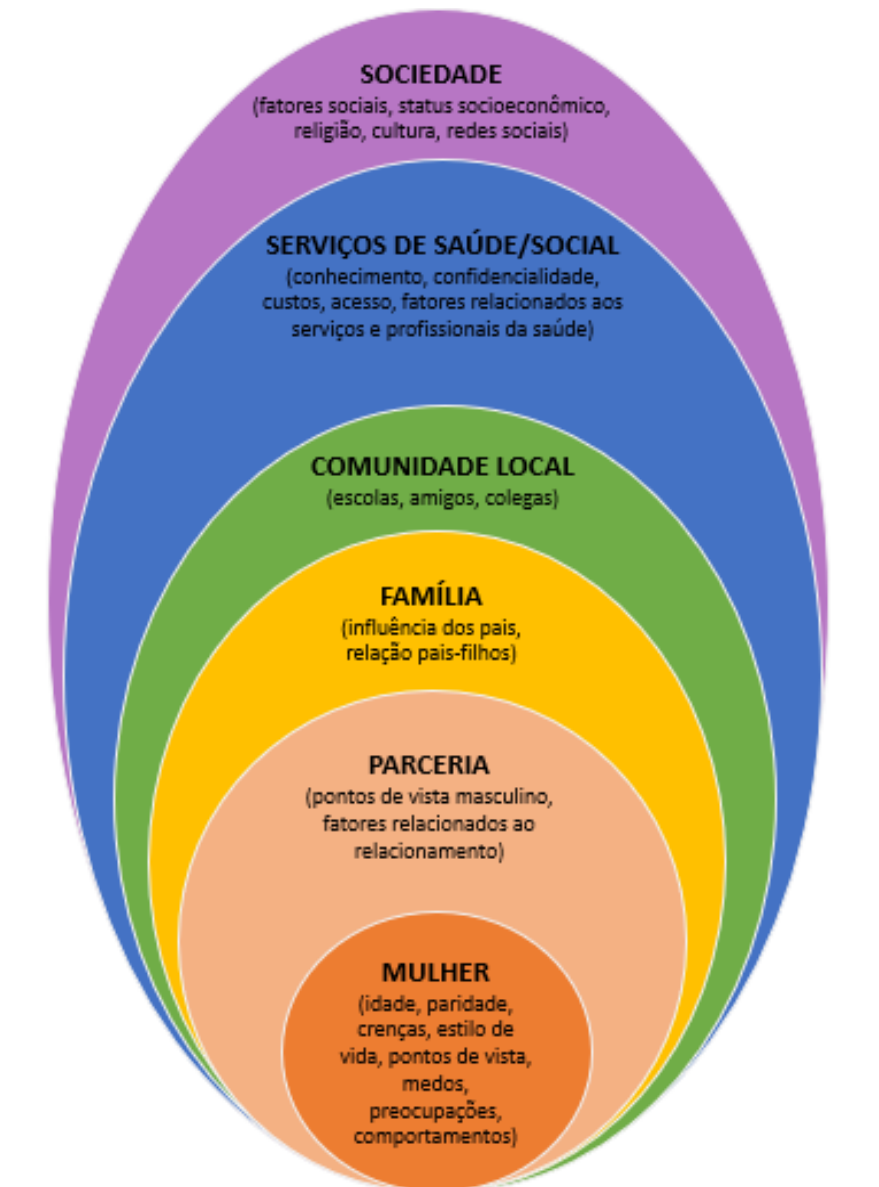 SOCIEDADE
(fatores sociais, status socioeconômico,
religião, cultura, redes sociais)
SERVIÇOS DE SAÚDE/SOCIAL
(conhecimento, confidencialidade,
custos, acesso, fatores relacionados aos
serviços e profissionais da saúde)
COMUNIDADE LOCAL
(escolas, amigos, colegas)
FAMÍLIA
(influência dos pais,
relação pais-filhos)
PARCERIA
(pontos de vista masculino,
fatores relacionados ao
relacionamento)
MULHER
(idade, paridade,
crenças, estilo de
vida, pontos de vista,
medos,
preocupações,
comportamentos)